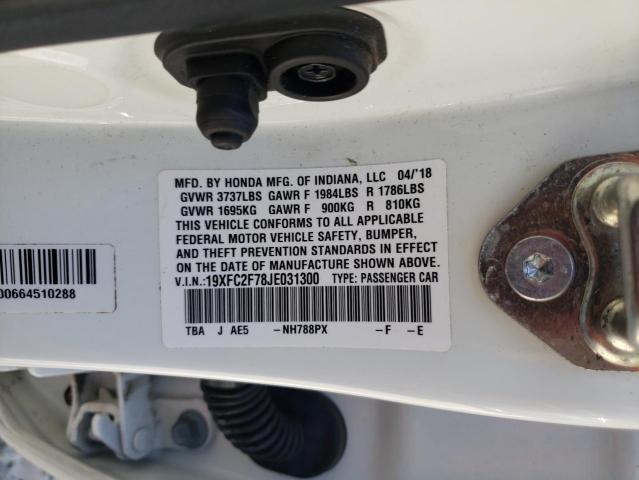 MFD. BY HONDA MFG. OF INDIANA, LLC 04/'18
GVWR 3737LBS GAWR F 1984LBS R 1786LBS
GVWR 1695KG GAWR F 900KG R 810KG
THIS VEHICLE CONFORMS TO ALL APPLICABLE
FEDERAL MOTOR VEHICLE SAFETY, BUMPER,
AND THEFT PREVENTION STANDARDS IN EFFECT
ON THE DATE OF MANUFACTURE SHOWN ABOVE.
V.I.N.:19XFC2F78JE031300 TYPE: PASSENGER CAR
TBA J AE5 -NH788PX -F -E
00664510288